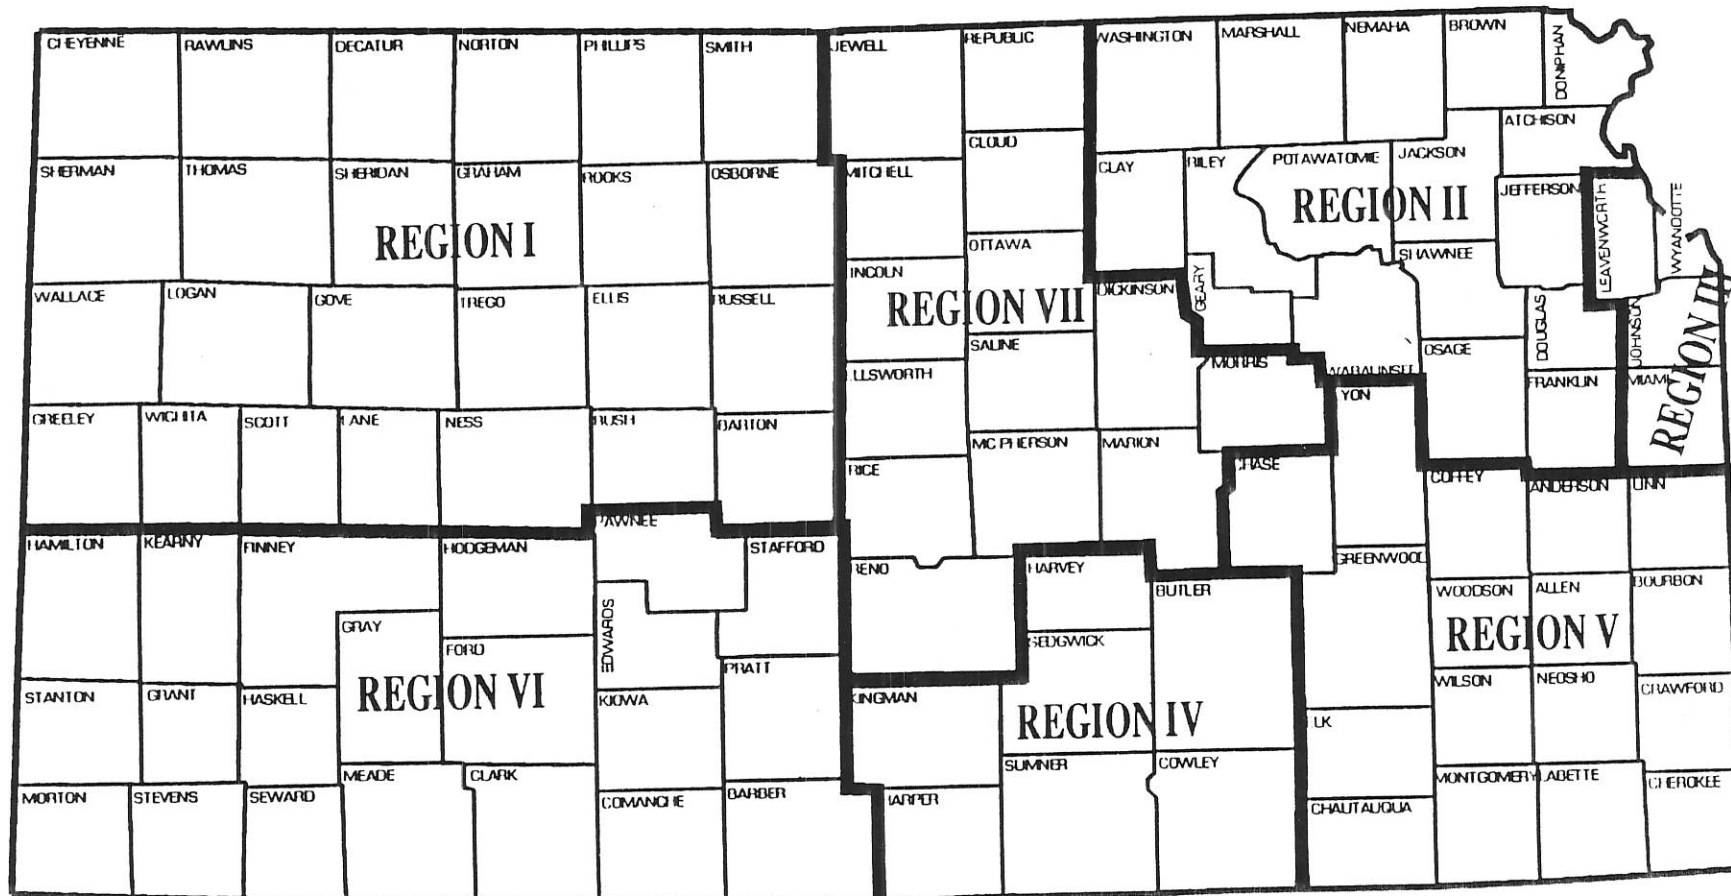 CHEYENNE RAWLINS DECATUR NORTON PHILLIPS SMITH JEWELL REPUBLIC WASHINGTON MARSHALL NEMAHA BROWN DONIPHAN
ATCHISON
CLOUD
SHERMAN THOMAS SHERIDAN GRAHAM ROOKS OSBORNE MITCHELL CLAY RILEY POTAWATOMIE JACKSON JEFFERSON LEAVENWORTH WYANDOTTE
REGION I REGION II
OTTAWA SHAWNEE
INCOLN
WALLACE LOGAN GOVE TREGO ELLIS RUSSELL DICKINSON GEARY DOUGLAS JOHNSON
REGION VII REGION III
SALINE OSAGE
LLSWORTH MORRIS WABAUNSEE FRANKLIN MIAMI
YON
GREELEY WICHITA SCOTT LANE NESS RUSH BARTON
MC PHERSON MARION
RICE CHASE COFFEY ANDERSON LINN
PAWNEE
HAMILTON KEARNY FINNEY HODGEMAN STAFFORD
RENO HARVEY GREENWOOD
BUTLER WOODSON ALLEN BOURBON
GRAY EDWARDS
FORD SEDGWICK REGION V
PRATT
STANTON GRANT HASKELL REGION VI KIOWA KINGMAN WILSON NEOSHO CRAWFORD
REGION IV LK
MEADE CLARK SUMNER COWLEY
MORTON STEVENS SEWARD COMANCHE BARBER HARPER CHAUTAUQUA MONTGOMERY LABETTE CHEROKEE